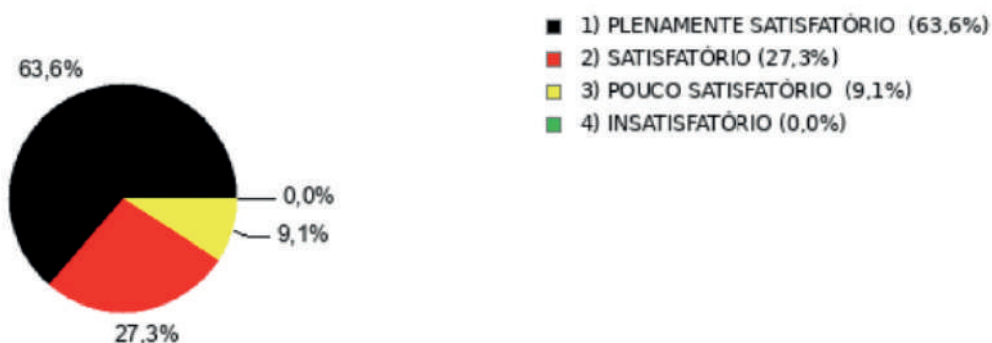 63,6%
0,0%
9,1%
27,3%
1) PLENAMENTE SATISFATÓRIO (63,6%)
2) SATISFATÓRIO (27,3%)
3) POUCO SATISFATÓRIO (9,1%)
4) INSATISFATÓRIO (0,0%)